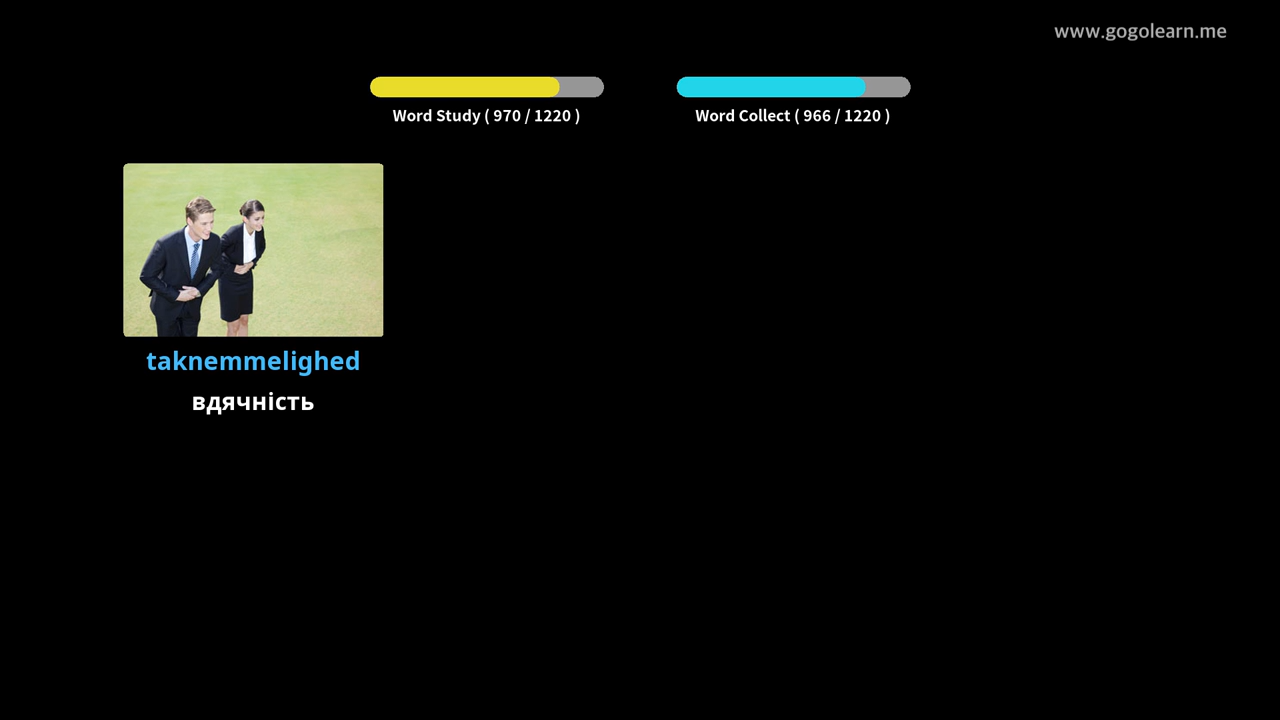 www.gogolearn.me
Word Study ( 970 / 1220 )
Word Collect ( 966 / 1220 )
taknemmelighed
вдячність